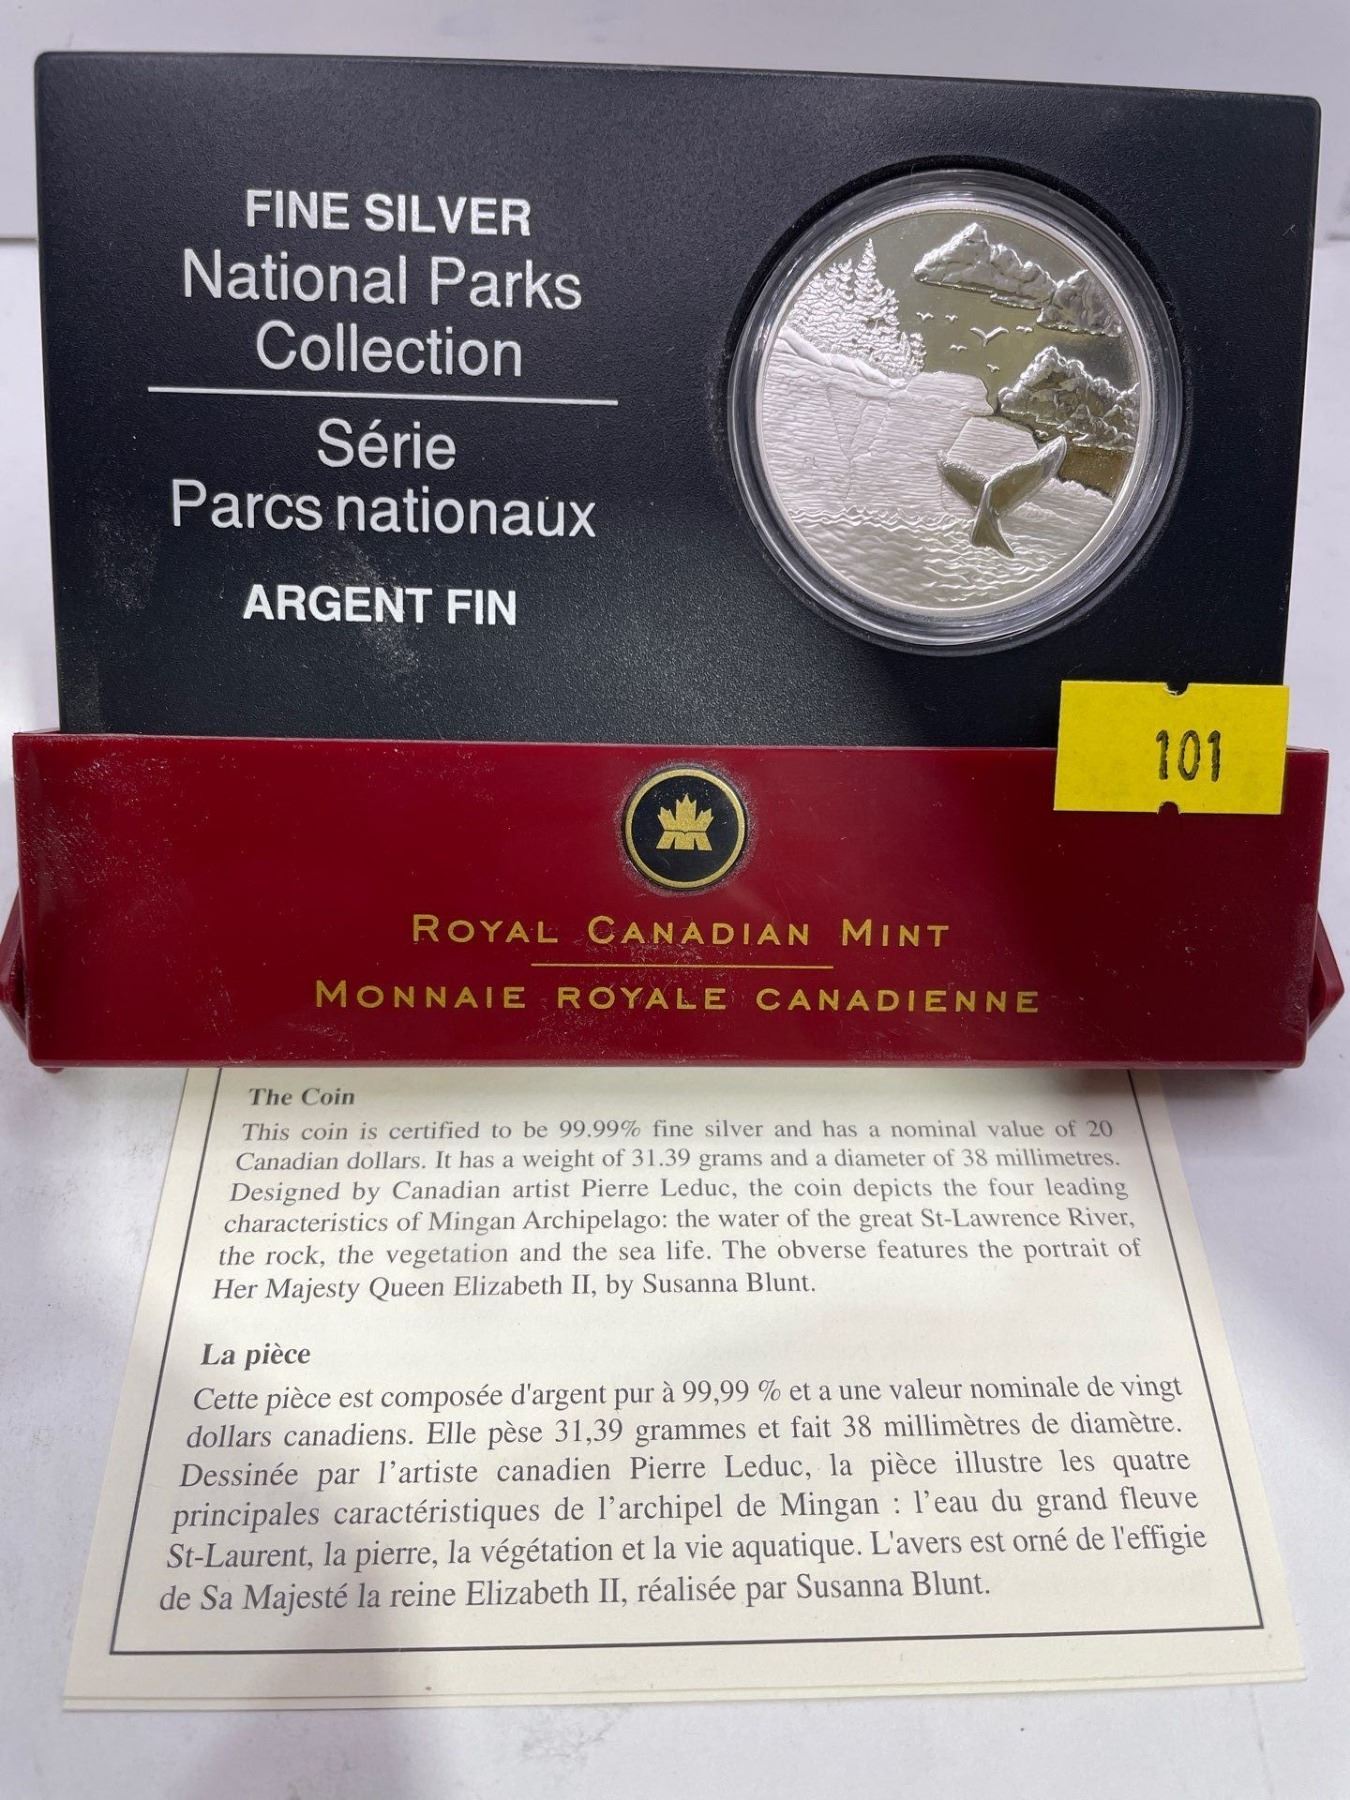 FINE SILVER
National Parks
Collection
Série
Parcs nationaux
ARGENT FIN
101
ROYAL CANADIAN MINT
MONNAIE ROYALE CANADIENNE
The Coin
This coin is certified to be 99.99% fine silver and has a nominal value of 20
Canadian dollars. It has a weight of 31.39 grams and a diameter of 38 millimetres.
Designed by Canadian artist Pierre Leduc, the coin depicts the four leading
characteristics of Mingan Archipelago: the water of the great St-Lawrence River,
the rock, the vegetation and the sea life. The obverse features the portrait of
Her Majesty Queen Elizabeth II, by Susanna Blunt.
La pièce
Cette pièce est composée d'argent pur à 99,99 % et a une valeur nominale de vingt
dollars canadiens. Elle pèse 31,39 grammes et fait 38 millimètres de diamètre.
Dessinée par l'artiste canadien Pierre Leduc, la pièce illustre les quatre
principales caractéristiques de l'archipel de Mingan : l'eau du grand fleuve
St-Laurent, la pierre, la végétation et la vie aquatique. L'avers est orné de l'effigie
de Sa Majesté la reine Elizabeth II, réalisée par Susanna Blunt.